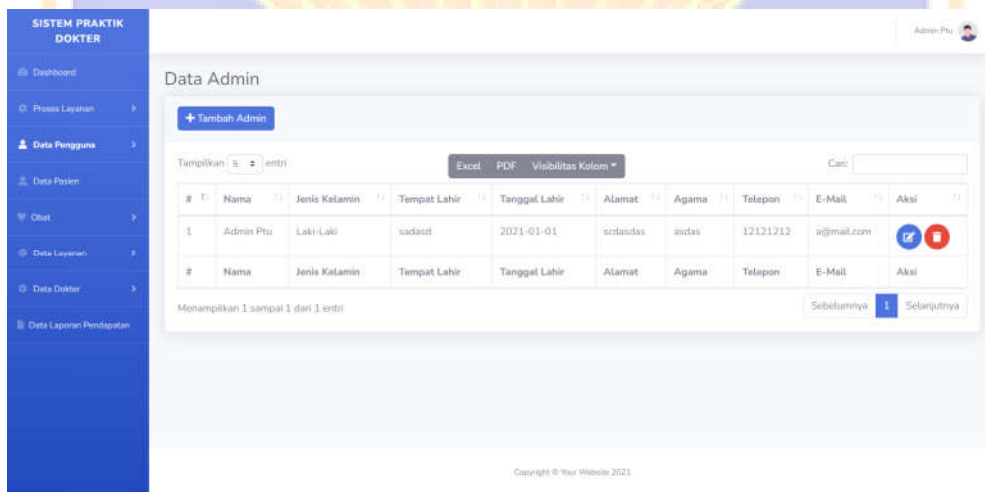 SISTEM PRAKTIK
DOKTER
Admin Ptu
Dashboard
Proses Layanan
Data Pengguna
Data Pasien
Obat
Data Layanan
Data Dokter
Data Laporan Pendapatan
Data Admin
+ Tambah Admin
Tampilkan 5 entri
Excel PDF Visibilitas Kolom
Cari:
# Nama Jenis Kelamin Tempat Lahir Tanggal Lahir Alamat Agama Telepon E-Mail Aksi
1 Admin Ptu Laki-Laki sadasd 2021-01-01 scdasdas asdas 12121212 a@mail.com
# Nama Jenis Kelamin Tempat Lahir Tanggal Lahir Alamat Agama Telepon E-Mail Aksi
Menampilkan 1 sampai 1 dari 1 entri
Sebelumnya 1 Selanjutnya
Copyright © Your Website 2021